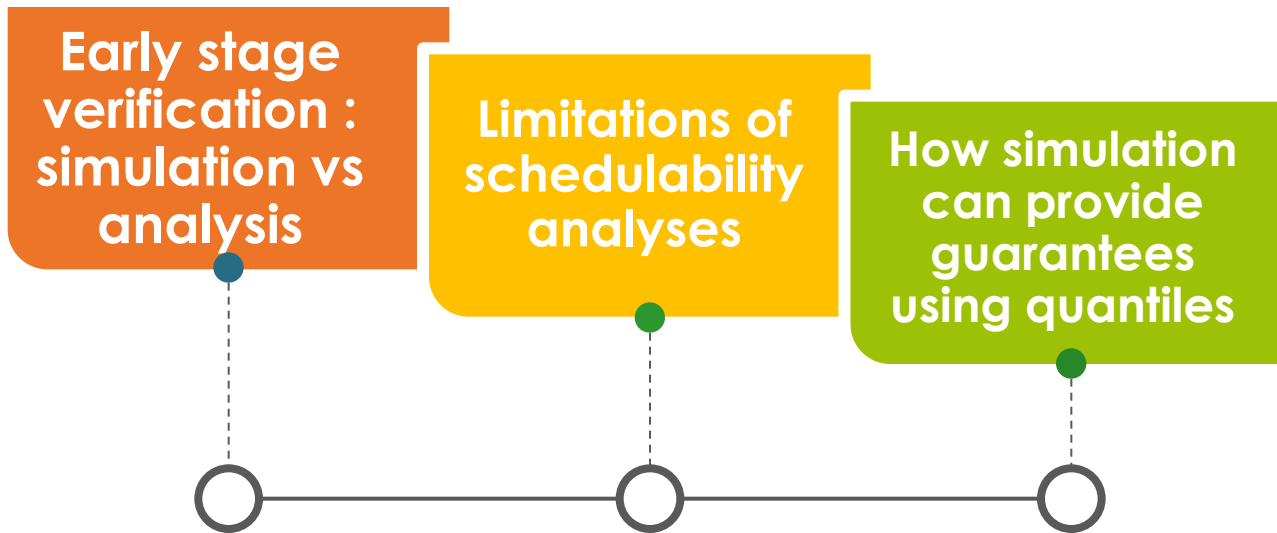 Early stage
verification :
simulation vs
analysis
Limitations of
schedulability
analyses
How simulation
can provide
guarantees
using quantiles